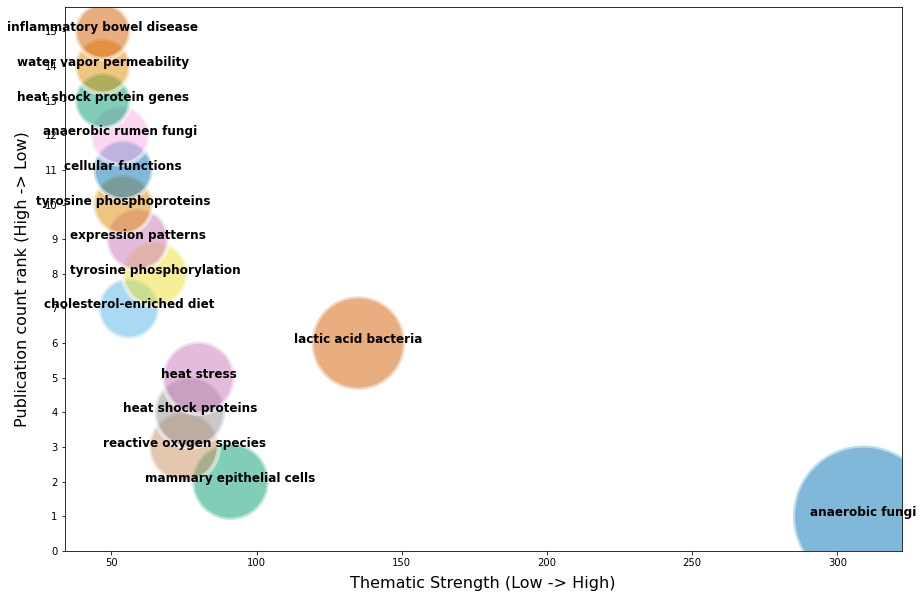 15
inflammatory bowel disease
14
water vapor permeability
13
heat shock protein genes
12
anaerobic rumen fungi
11
cellular functions
10
tyrosine phosphoproteins
9
expression patterns
8
tyrosine phosphorylation
7
cholesterol-enriched diet
6
lactic acid bacteria
5
heat stress
4
heat shock proteins
3
reactive oxygen species
2
mammary epithelial cells
1
anaerobic fungi
0
50 100 150 200 250 300
Thematic Strength (Low -> High)
Publication count rank (High -> Low)